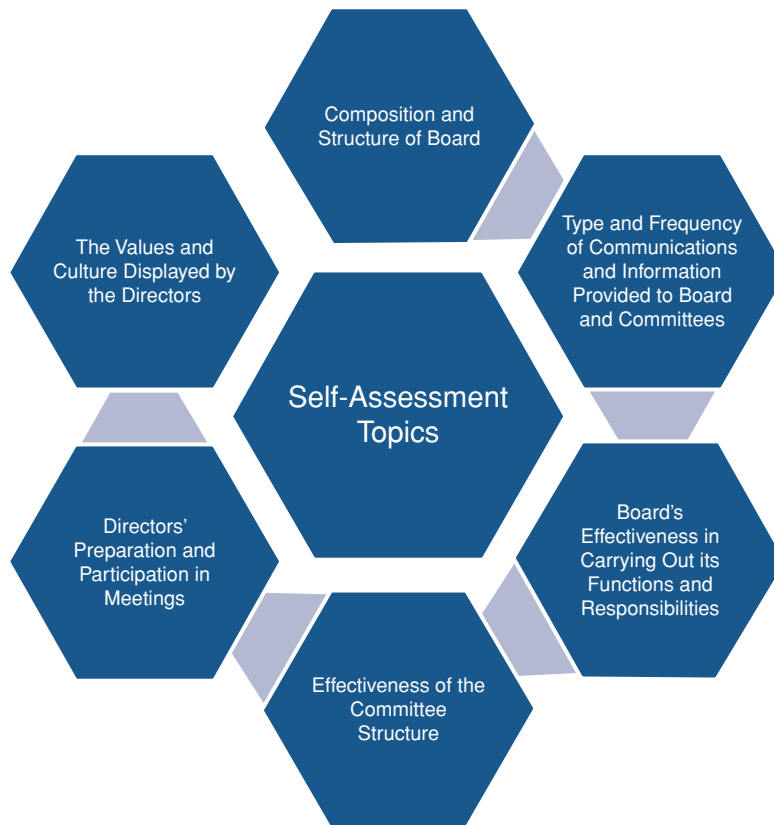 Composition and
Structure of Board
Type and Frequency
of Communications
and Information
Provided to Board
and Committees
Board's
Effectiveness in
Carrying Out its
Functions and
Responsibilities
Effectiveness of the
Committee
Structure
Directors'
Preparation and
Participation in
Meetings
The Values and
Culture Displayed by
the Directors
Self-Assessment
Topics